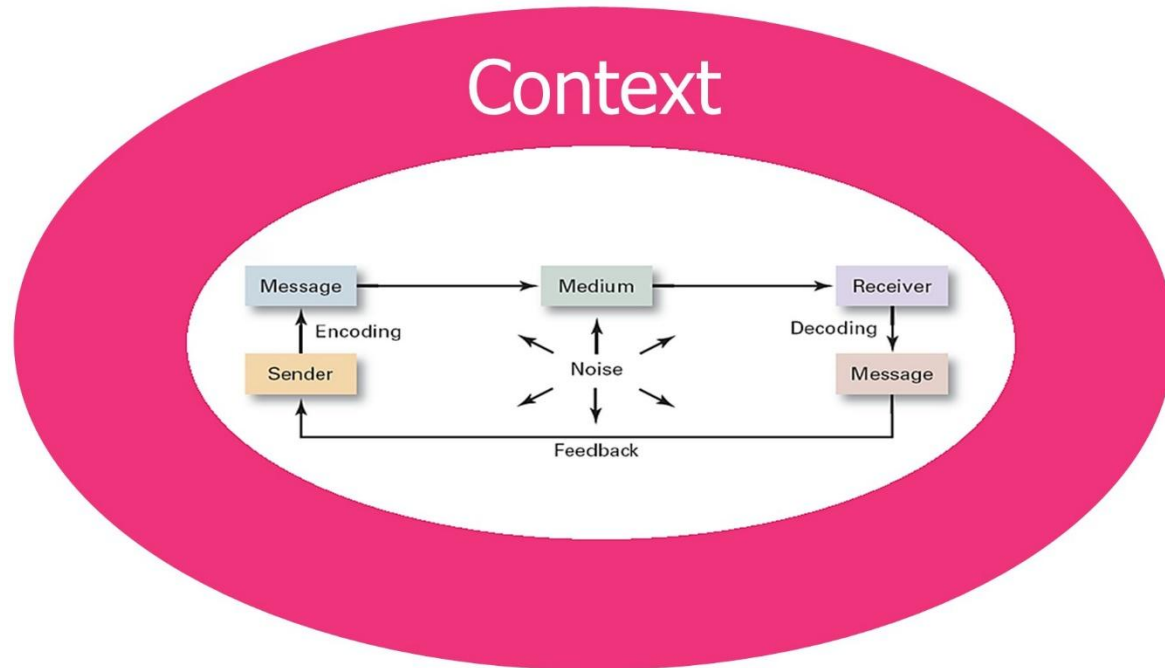 Context
Message
Medium
Receiver
Encoding
Decoding
Sender
Noise
Message
Feedback